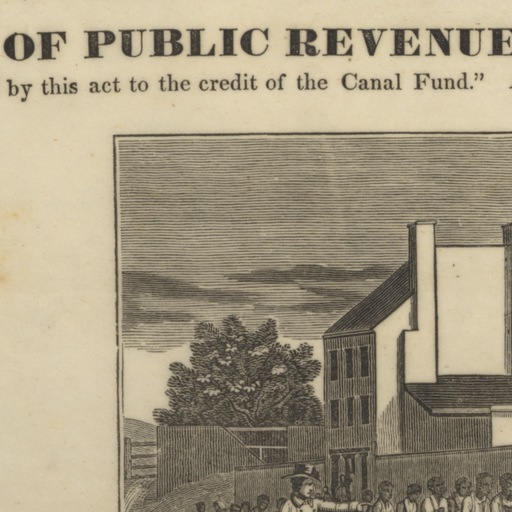 OF PUBLIC REVENUE
by this act to the credit of the Canal Fund."